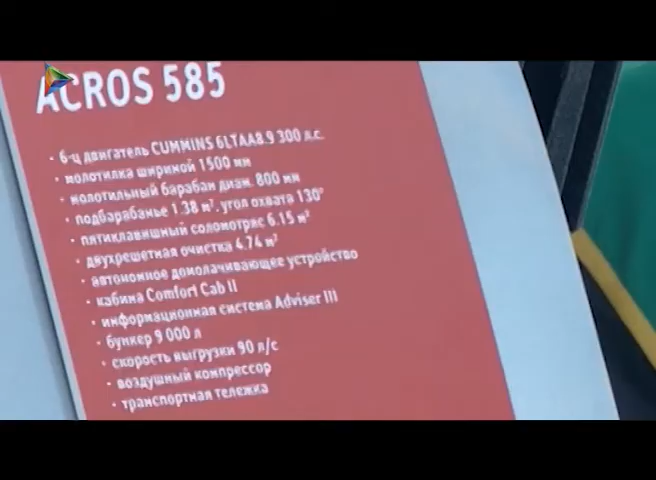 ACROS 585
· 6-ц двигатель CUMMINS 6LTAA8.9 300 л.с.
· молотилка шириной 1500 мм
· молотильный барабан диам. 800 мм
· подбарабанье 1.38 м², угол охвата 130°
· пятиклавишный соломотряс 6.15 м²
· двухрешетная очистка 4.74 м²
· автономное домолачивающее устройство
· кабина Comfort Cab II
· информационная система Adviser III
· бункер 9 000 л
· скорость выгрузки 90 л/с
· воздушный компрессор
· транспортная тележка